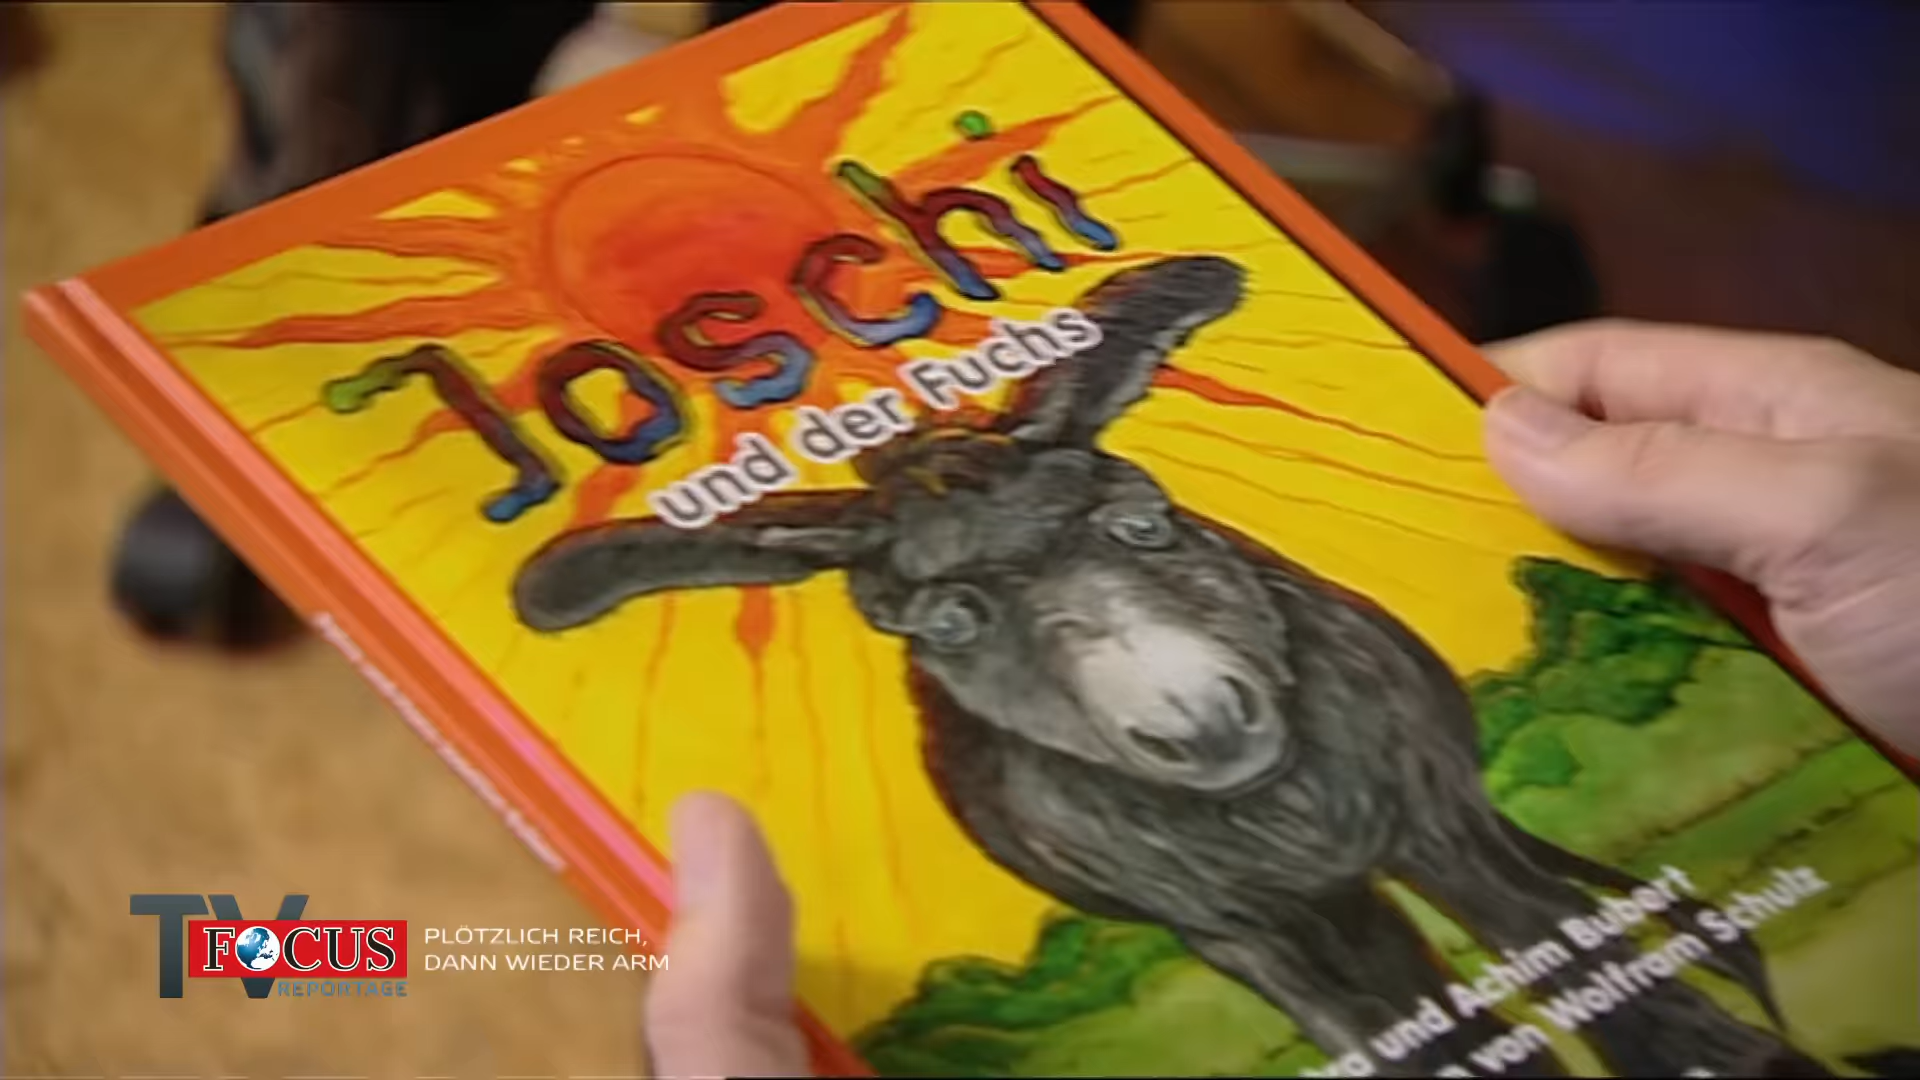 Joschi
und der Fuchs
und Achim Bubert
von Wolfram Schulz
TV
FOCUS
REPORTAGE
PLÖTZLICH REICH,
DANN WIEDER ARM